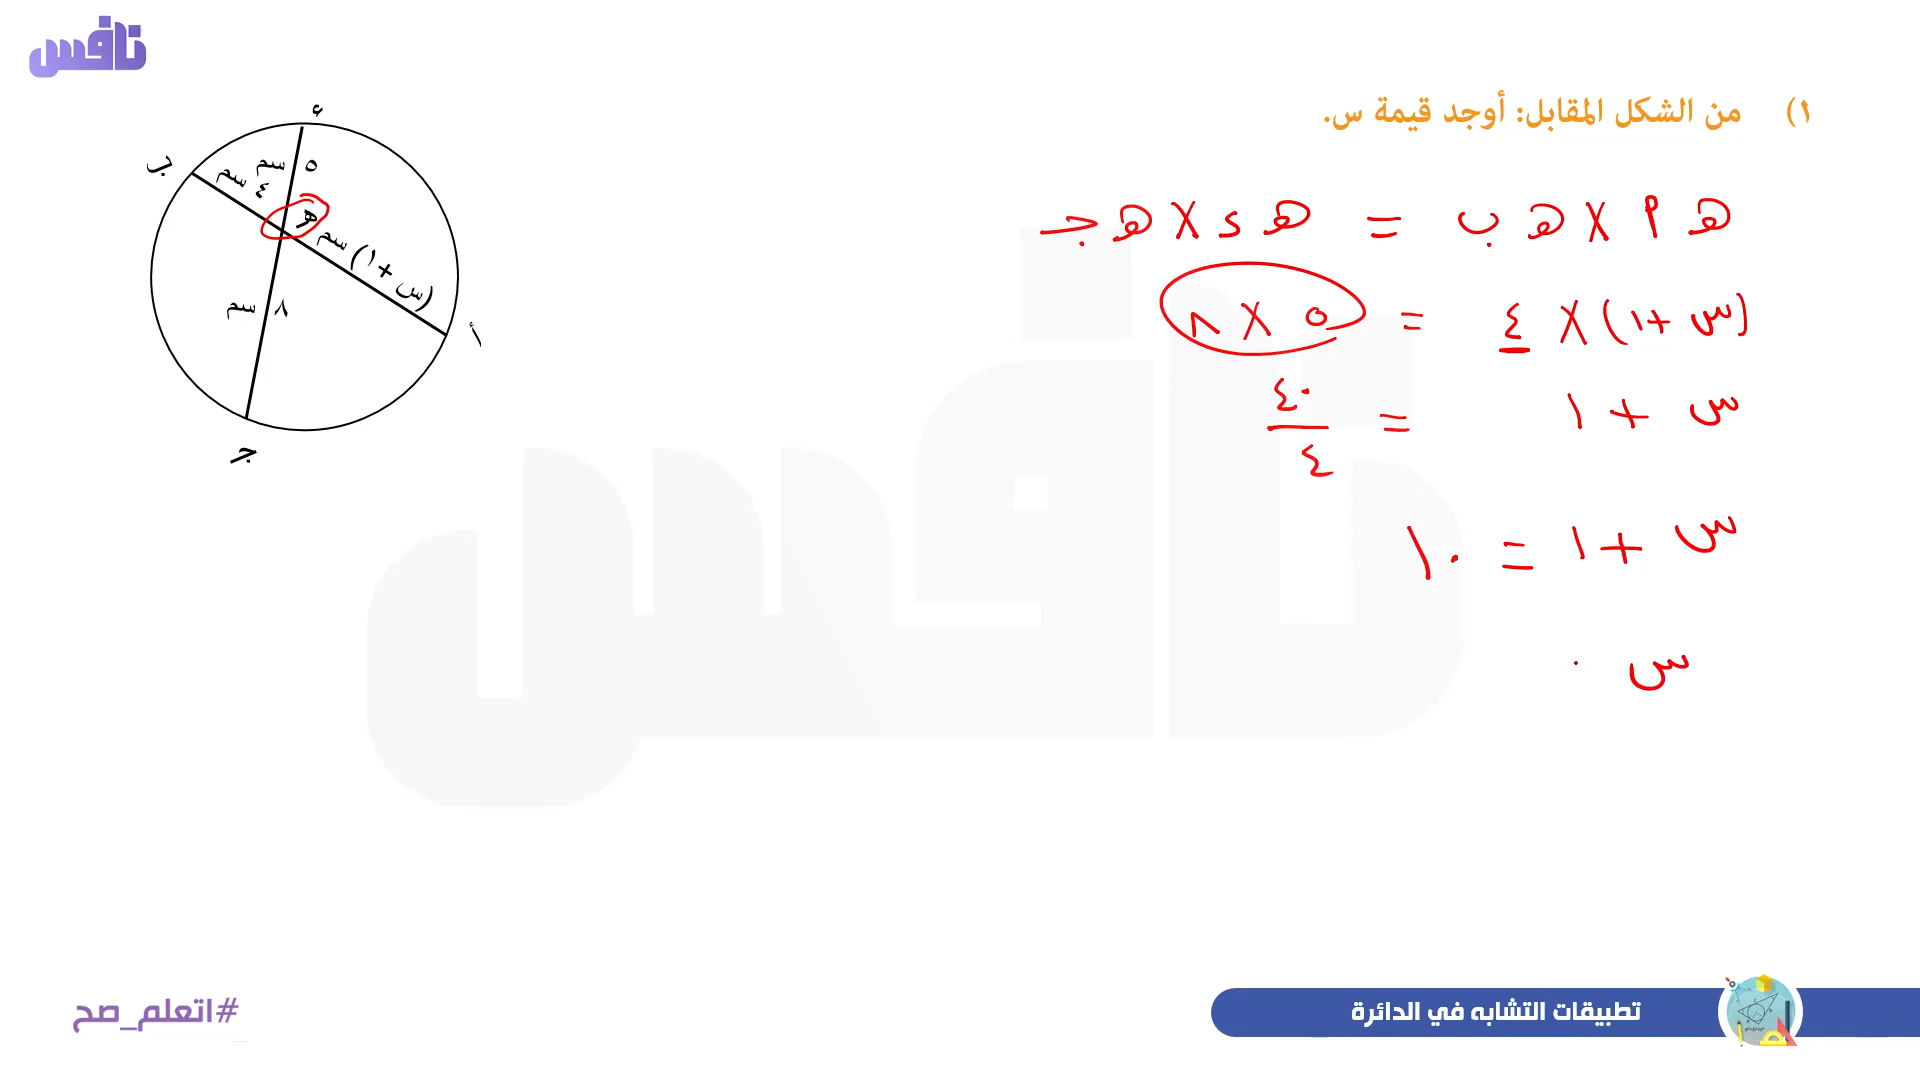 نافس
١) من الشكل المقابل: أوجد قيمة س.
ء
ب
٥ سم
٤ سم
هـ
(س + ١) سم
٨ سم
أ
جـ
هـ أ X هـ ب = هـ ء X هـ جـ
(س + ١) X ٤ = ٥ X ٨
س + ١ = ٤٠ / ٤
س + ١ = ١٠
س
نافس
تطبيقات التشابه في الدائرة
#اتعلم_صح